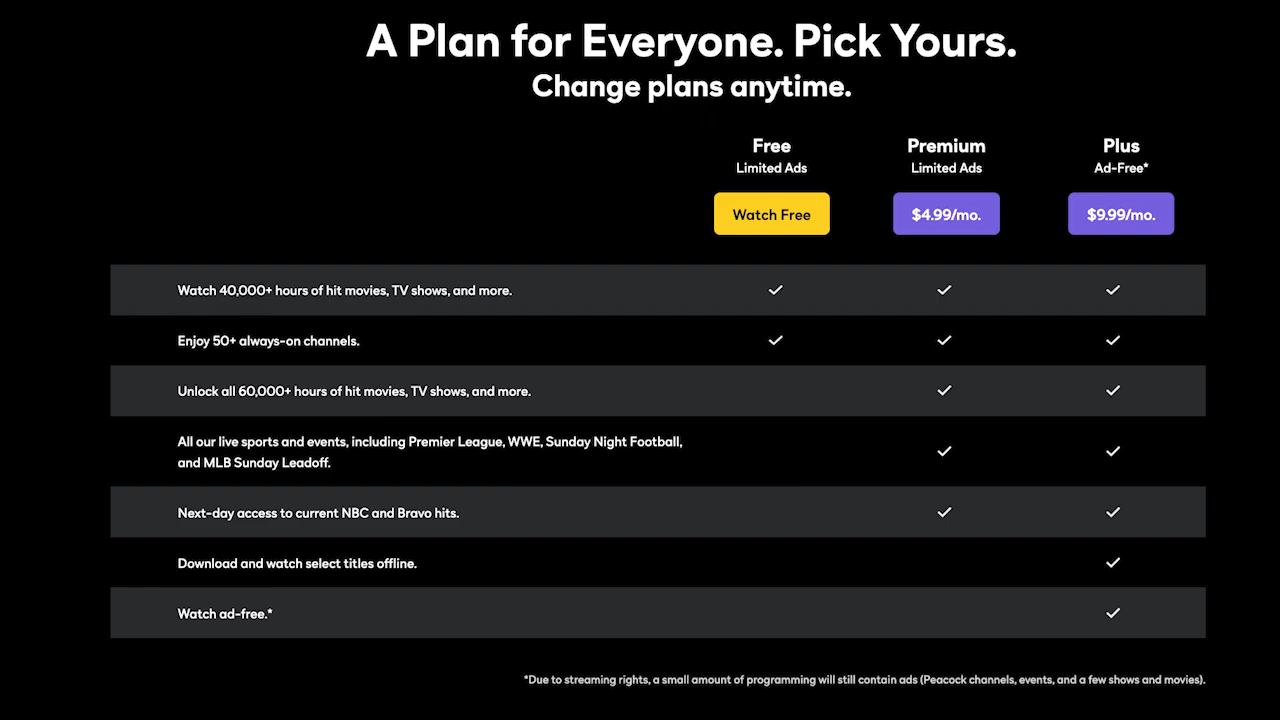 A Plan for Everyone. Pick Yours.
Change plans anytime.
Free Premium Plus
Limited Ads Limited Ads Ad-Free*
Watch Free $4.99/mo. $9.99/mo.
Watch 40,000+ hours of hit movies, TV shows, and more.
Enjoy 50+ always-on channels.
Unlock all 60,000+ hours of hit movies, TV shows, and more.
All our live sports and events, including Premier League, WWE, Sunday Night Football,
and MLB Sunday Leadoff.
Next-day access to current NBC and Bravo hits.
Download and watch select titles offline.
Watch ad-free.*
*Due to streaming rights, a small amount of programming will still contain ads (Peacock channels, events, and a few shows and movies).